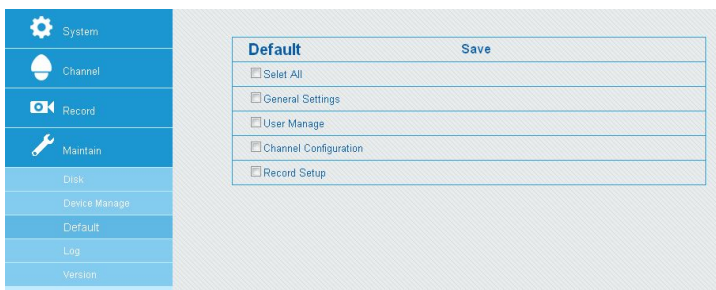 System
Channel
Record
Maintain
Disk
Device Manage
Default
Log
Version
Default Save
Selet All
General Settings
User Manage
Channel Configuration
Record Setup